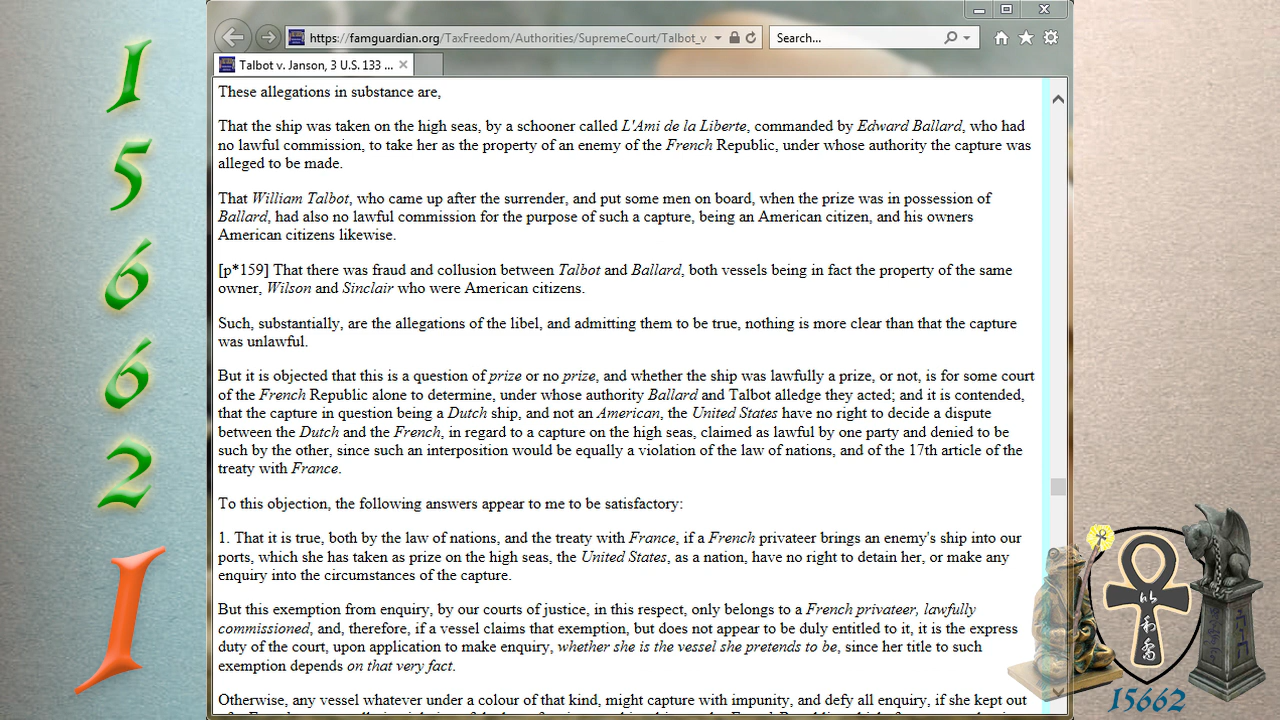 1
5
6
6
2
I
https://famguardian.org/TaxFreedom/Authorities/SupremeCourt/Talbot_v
Search...
Talbot v. Janson, 3 U.S. 133 ...
These allegations in substance are,
That the ship was taken on the high seas, by a schooner called L'Ami de la Liberte, commanded by Edward Ballard, who had
no lawful commission, to take her as the property of an enemy of the French Republic, under whose authority the capture was
alleged to be made.
That William Talbot, who came up after the surrender, and put some men on board, when the prize was in possession of
Ballard, had also no lawful commission for the purpose of such a capture, being an American citizen, and his owners
American citizens likewise.
[p*159] That there was fraud and collusion between Talbot and Ballard, both vessels being in fact the property of the same
owner, Wilson and Sinclair who were American citizens.
Such, substantially, are the allegations of the libel, and admitting them to be true, nothing is more clear than that the capture
was unlawful.
But it is objected that this is a question of prize or no prize, and whether the ship was lawfully a prize, or not, is for some court
of the French Republic alone to determine, under whose authority Ballard and Talbot alledge they acted; and it is contended,
that the capture in question being a Dutch ship, and not an American, the United States have no right to decide a dispute
between the Dutch and the French, in regard to a capture on the high seas, claimed as lawful by one party and denied to be
such by the other, since such an interposition would be equally a violation of the law of nations, and of the 17th article of the
treaty with France.
To this objection, the following answers appear to me to be satisfactory:
1. That it is true, both by the law of nations, and the treaty with France, if a French privateer brings an enemy's ship into our
ports, which she has taken as prize on the high seas, the United States, as a nation, have no right to detain her, or make any
enquiry into the circumstances of the capture.
But this exemption from enquiry, by our courts of justice, in this respect, only belongs to a French privateer, lawfully
commissioned, and, therefore, if a vessel claims that exemption, but does not appear to be duly entitled to it, it is the express
duty of the court, upon application to make enquiry, whether she is the vessel she pretends to be, since her title to such
exemption depends on that very fact.
Otherwise, any vessel whatever under a colour of that kind, might capture with impunity, and defy all enquiry, if she kept out
15662